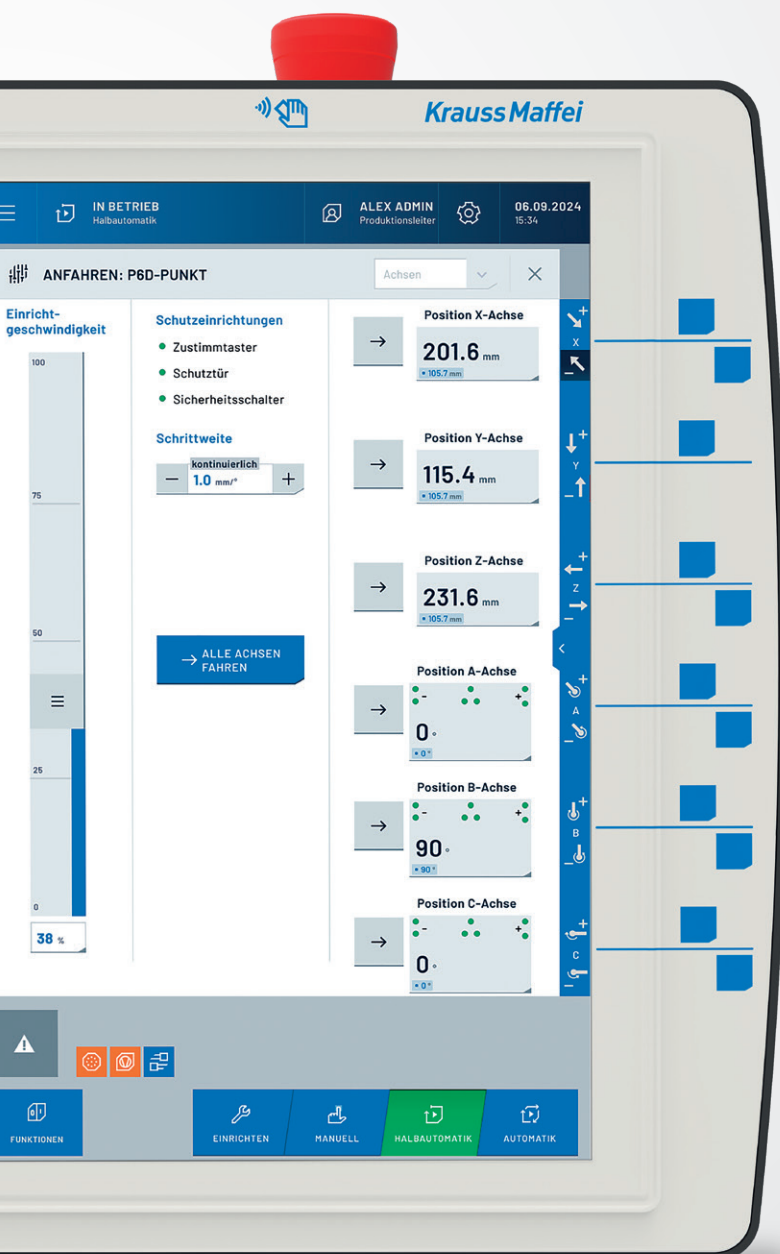 Krauss Maffei
IN BETRIEB
Halbautomatik
ALEX ADMIN
Produktionsleiter
06.09.2024
15:34
ANFAHREN: P6D-PUNKT
Achsen
Einricht-
geschwindigkeit
100
75
50
25
0
38 %
Schutzeinrichtungen
Zustimmtaster
Schutztür
Sicherheitsschalter
Schrittweite
kontinuierlich
− 1.0 mm/° +
→ ALLE ACHSEN
FAHREN
Position X-Achse
201.6 mm
105.7 mm
Position Y-Achse
115.4 mm
105.7 mm
Position Z-Achse
231.6 mm
105.7 mm
Position A-Achse
- +
0 °
0 °
Position B-Achse
- +
90 °
90 °
Position C-Achse
- +
0 °
0 °
+
X
−
+
Y
−
+
Z
−
+
A
−
+
B
−
+
C
−
FUNKTIONEN
EINRICHTEN
MANUELL
HALBAUTOMATIK
AUTOMATIK